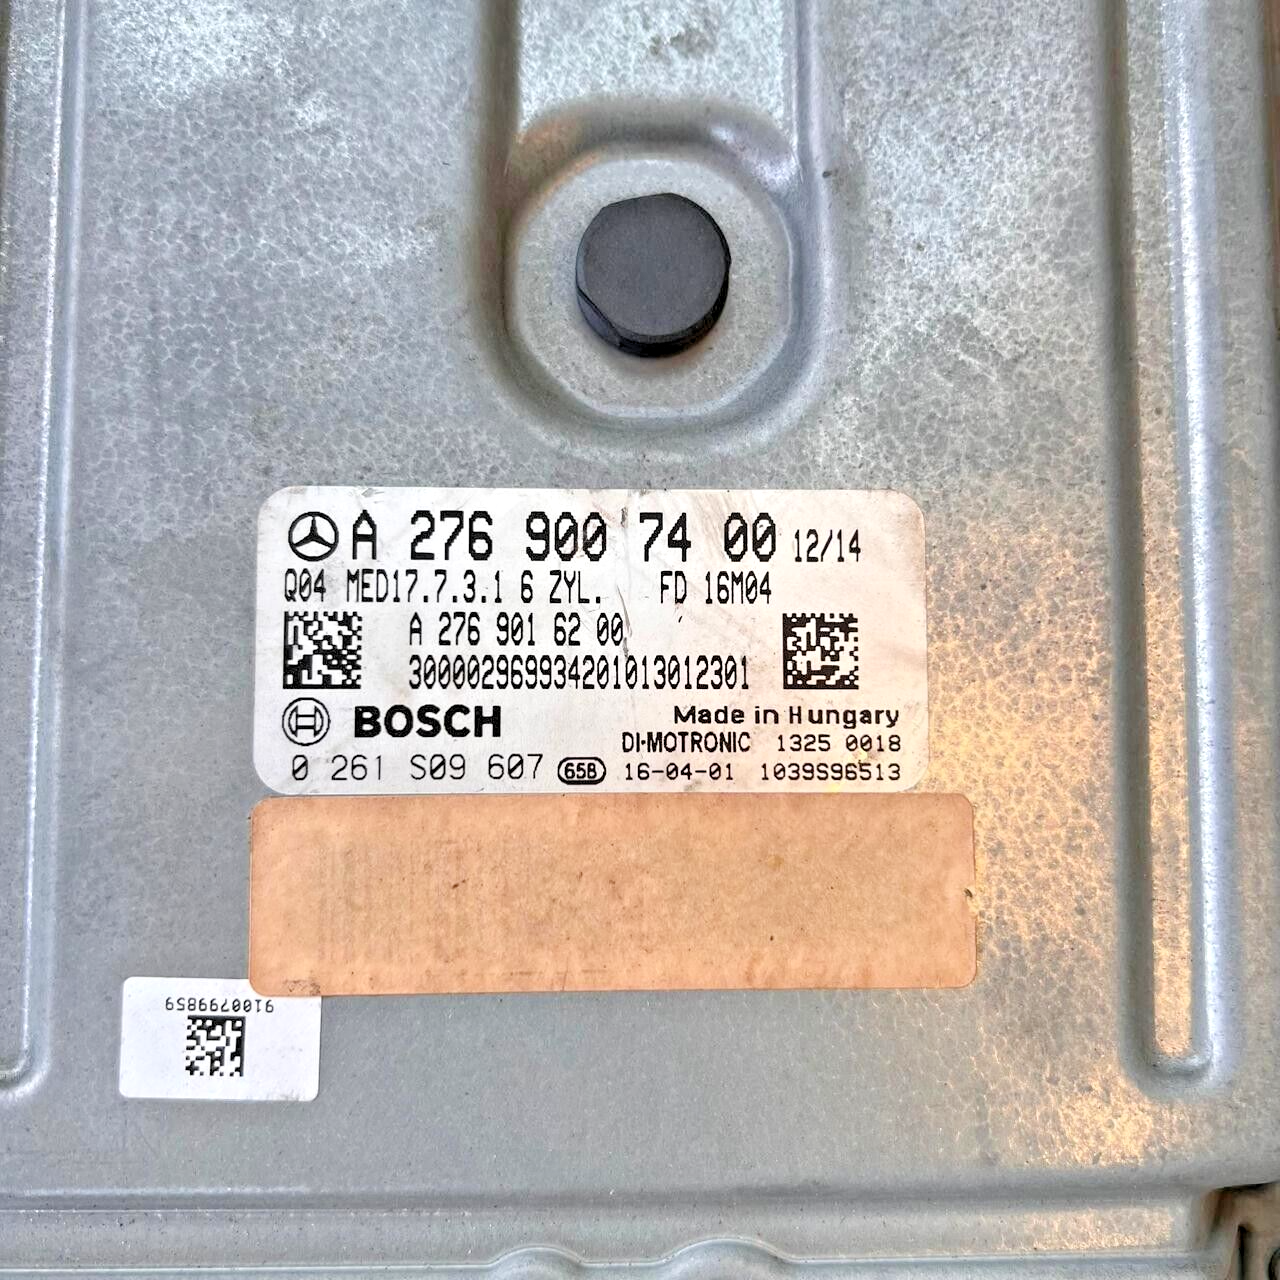 A 276 900 74 00 12/14
Q04 MED17.7.3.1 6 ZYL. FD 16M04
A 276 901 62 00
300002969934201013012301
BOSCH Made in Hungary
DI-MOTRONIC 1325 0018
0 261 S09 607 65B 16-04-01 1039S96513
9100799859